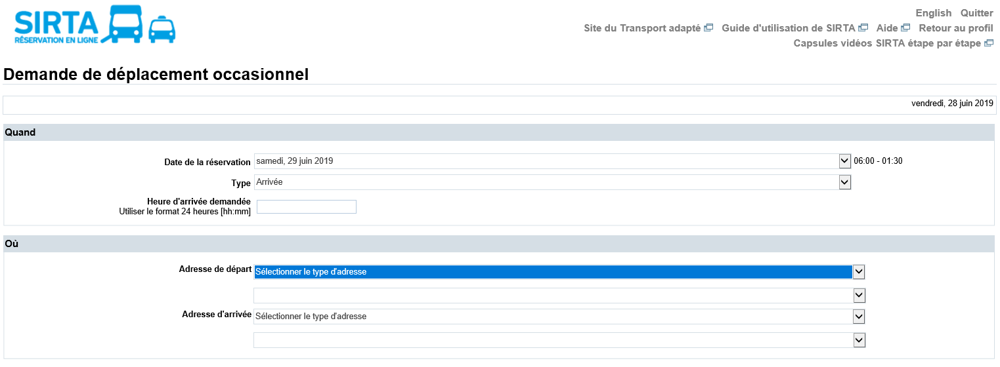 SIRTA
RÉSERVATION EN LIGNE
English Quitter
Site du Transport adapté Guide d'utilisation de SIRTA Aide Retour au profil
Capsules vidéos SIRTA étape par étape
Demande de déplacement occasionnel
vendredi, 28 juin 2019
Quand
Date de la réservation samedi, 29 juin 2019 06:00 - 01:30
Type Arrivée
Heure d'arrivée demandée
Utiliser le format 24 heures [hh:mm]
Où
Adresse de départ Sélectionner le type d'adresse
Adresse d'arrivée Sélectionner le type d'adresse